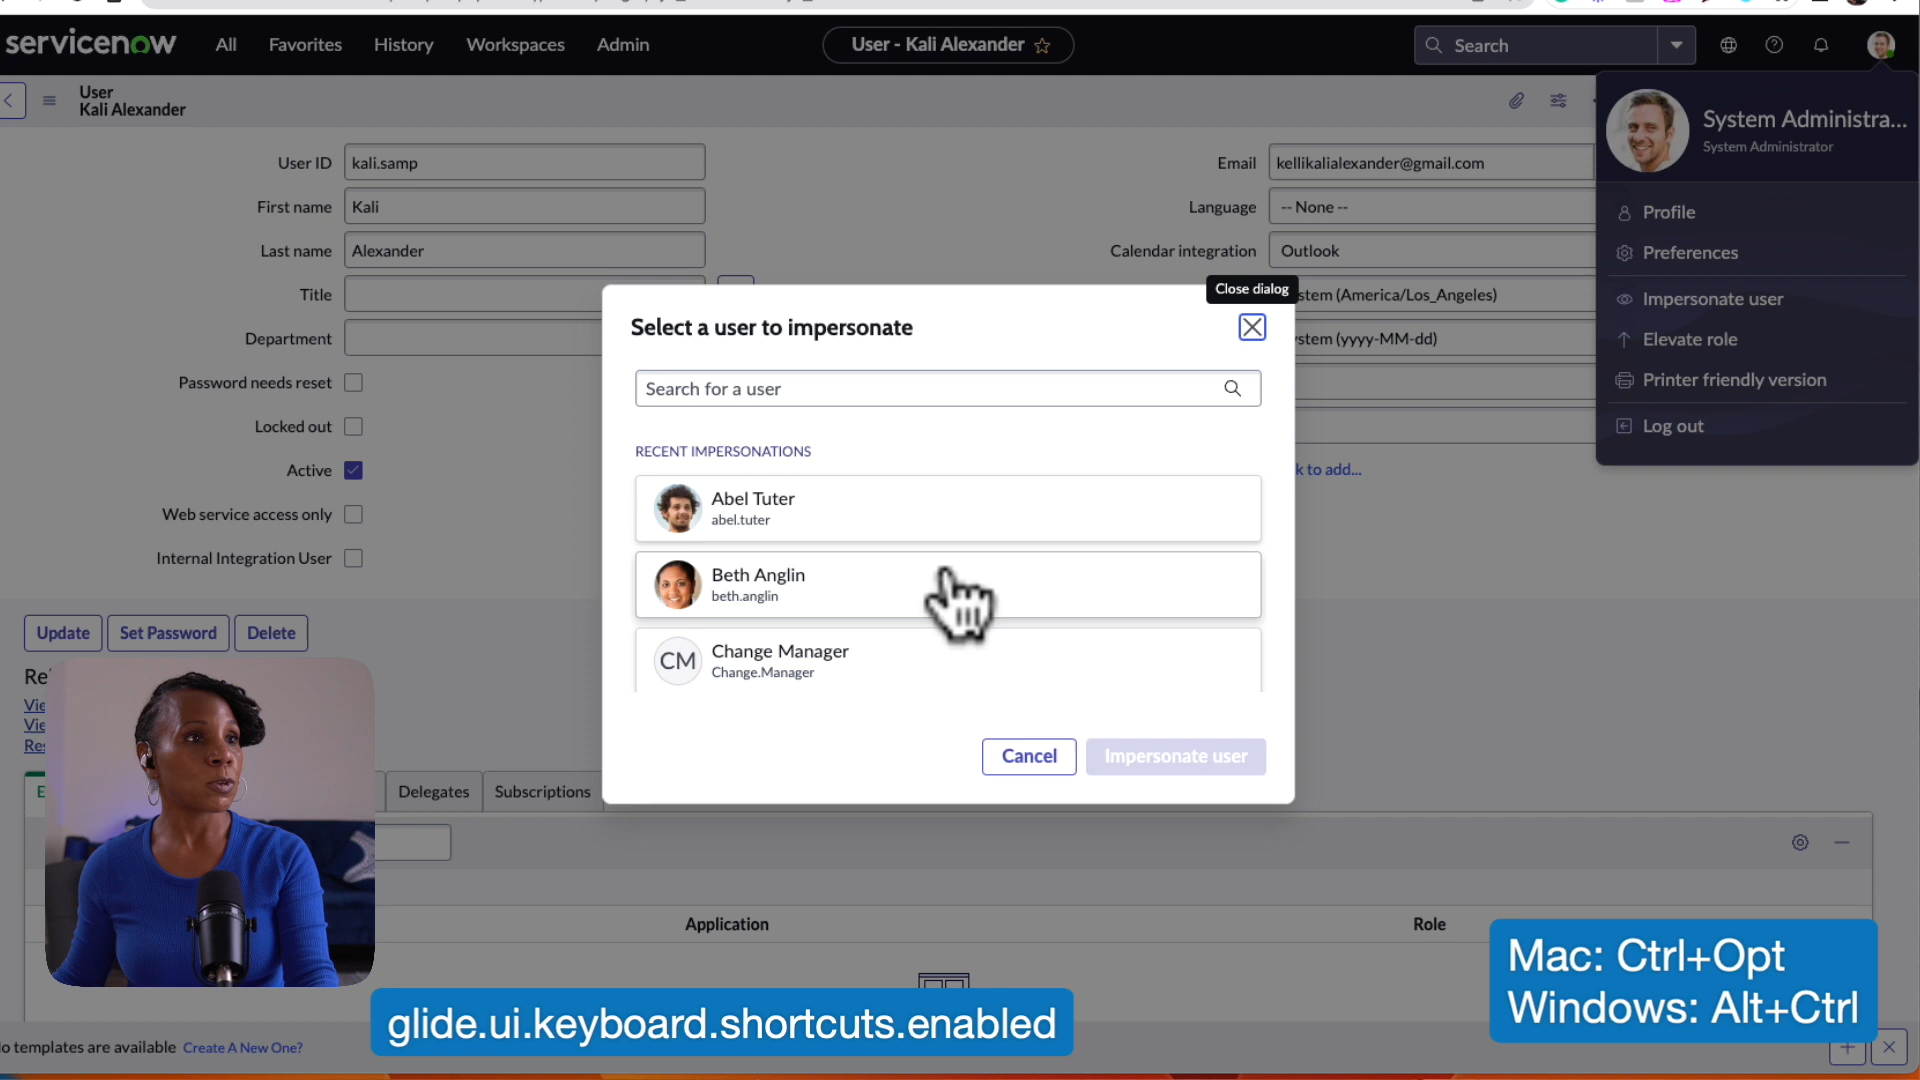 servicenow
All
Favorites
History
Workspaces
Admin
User - Kali Alexander
Search
User
Kali Alexander
System Administra...
System Administrator
Profile
Preferences
Impersonate user
Elevate role
Printer friendly version
Log out
User ID
kali.samp
First name
Kali
Last name
Alexander
Title
Department
Password needs reset
Locked out
Active
Web service access only
Internal Integration User
Email
kellikalialexander@gmail.com
Language
-- None --
Calendar integration
Outlook
stem (America/Los_Angeles)
stem (yyyy-MM-dd)
k to add...
Close dialog
Select a user to impersonate
Search for a user
RECENT IMPERSONATIONS
Abel Tuter
abel.tuter
Beth Anglin
beth.anglin
CM
Change Manager
Change.Manager
Cancel
Impersonate user
Update
Set Password
Delete
Re
Vie
Vie
Res
E
Delegates
Subscriptions
Application
Role
Mac: Ctrl+Opt
Windows: Alt+Ctrl
glide.ui.keyboard.shortcuts.enabled
o templates are available
Create A New One?